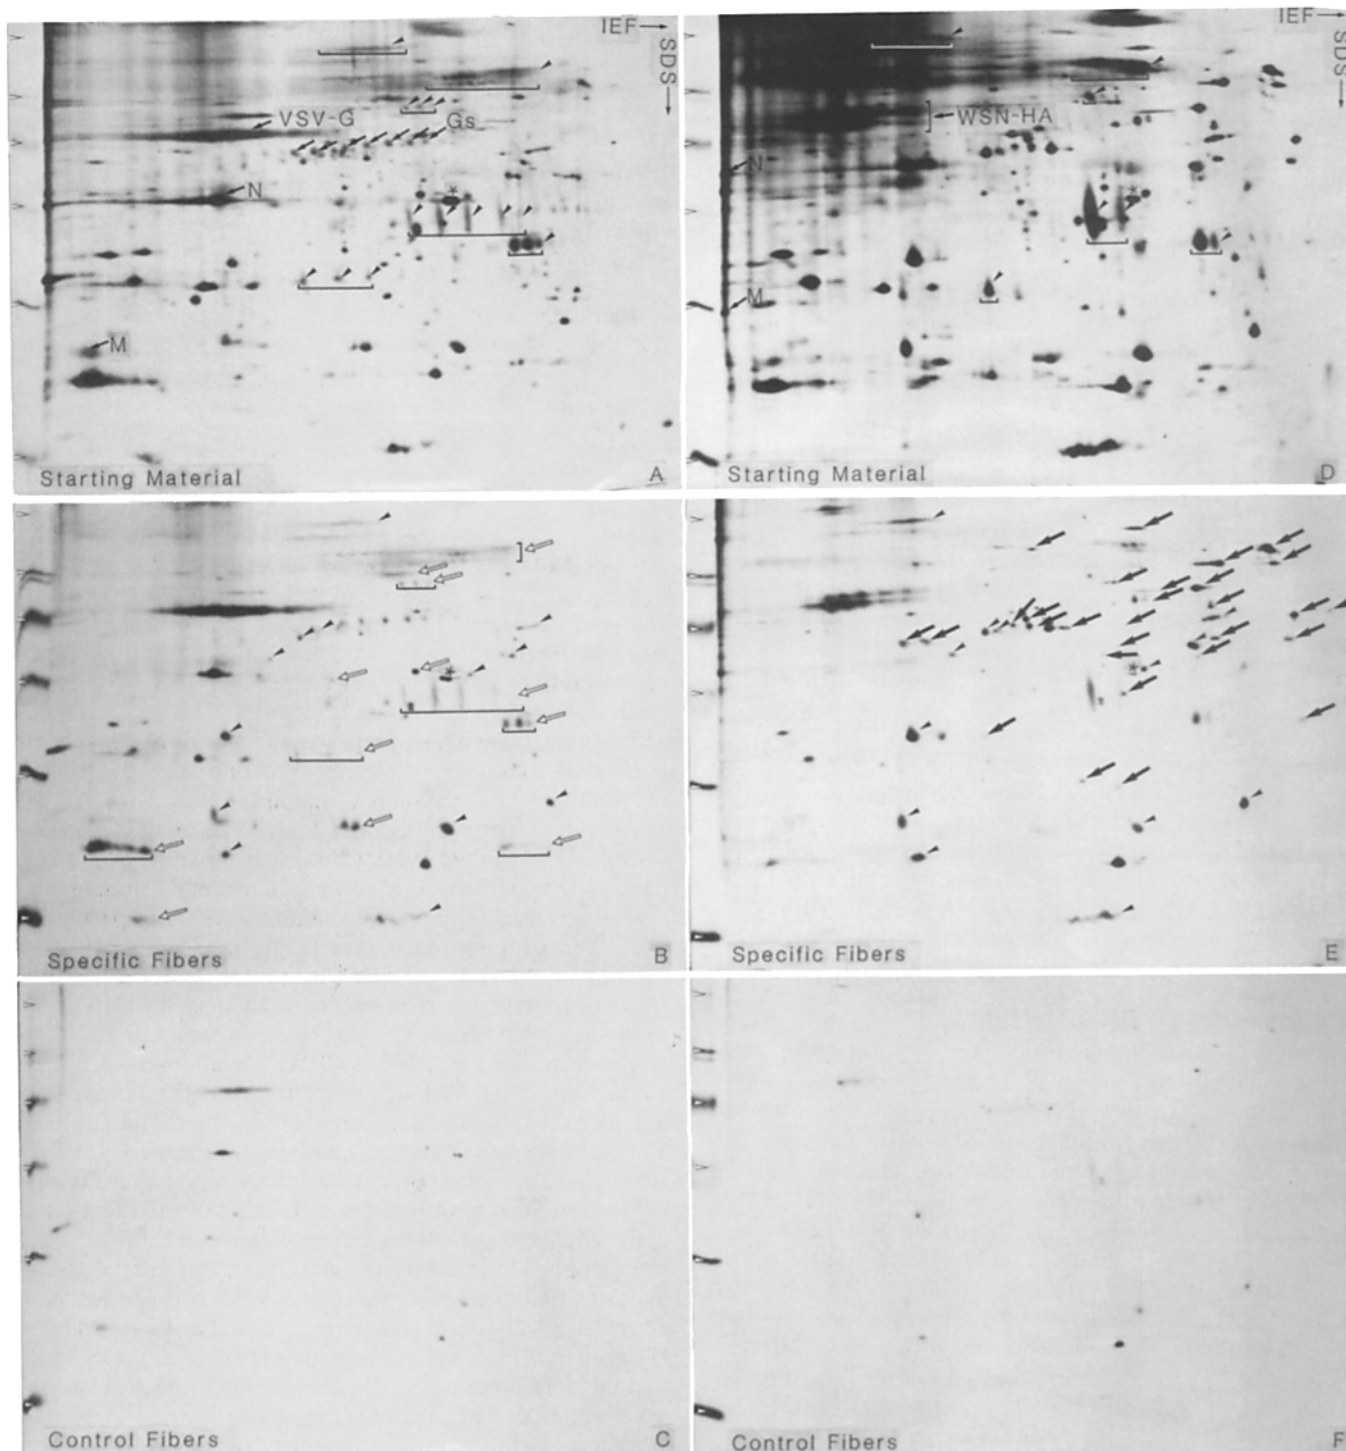 IEF
SDS
VSV-G
Gs
N
*
M
Starting Material
A
IEF
SDS
WSN-HA
N
*
M
Starting Material
D
*
Specific Fibers
B
*
Specific Fibers
E
Control Fibers
C
Control Fibers
F